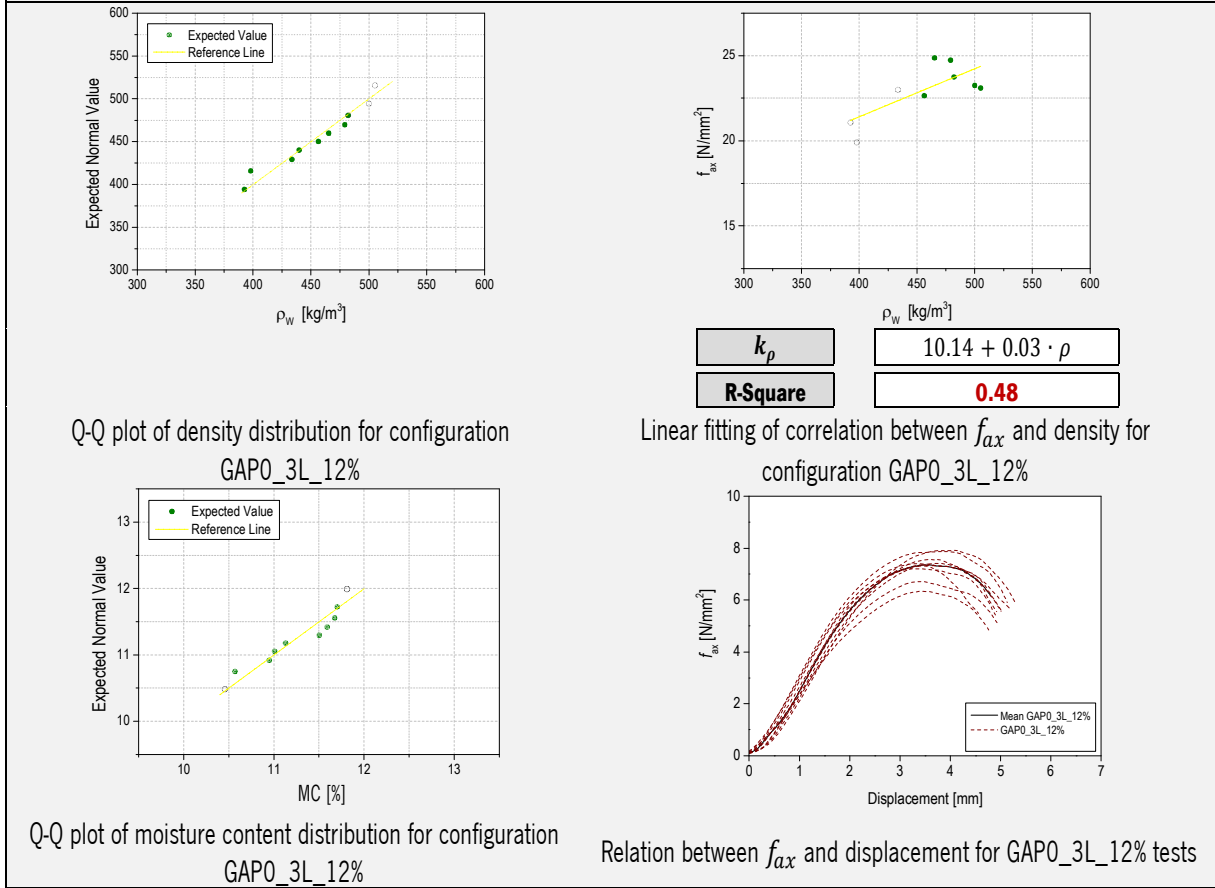 600
575
550
525
500
450
400
350
300
Expected Normal Value
Expected Value
Reference Line
300
350
400
450
500
550
600
ρW [kg/m³]
25
20
15
fax [N/mm²]
300
350
400
450
500
550
600
ρW [kg/m³]
kρ
10.14 + 0.03 · ρ
R-Square
0.48
Q-Q plot of density distribution for configuration
GAP0_3L_12%
Linear fitting of correlation between fax and density for
configuration GAP0_3L_12%
13
12
11
10
Expected Normal Value
Expected Value
Reference Line
10
11
12
13
MC [%]
10
8
6
4
2
0
fax [N/mm²]
Mean GAP0_3L_12%
GAP0_3L_12%
0
1
2
3
4
5
6
7
Displacement [mm]
Q-Q plot of moisture content distribution for configuration
GAP0_3L_12%
Relation between fax and displacement for GAP0_3L_12% tests